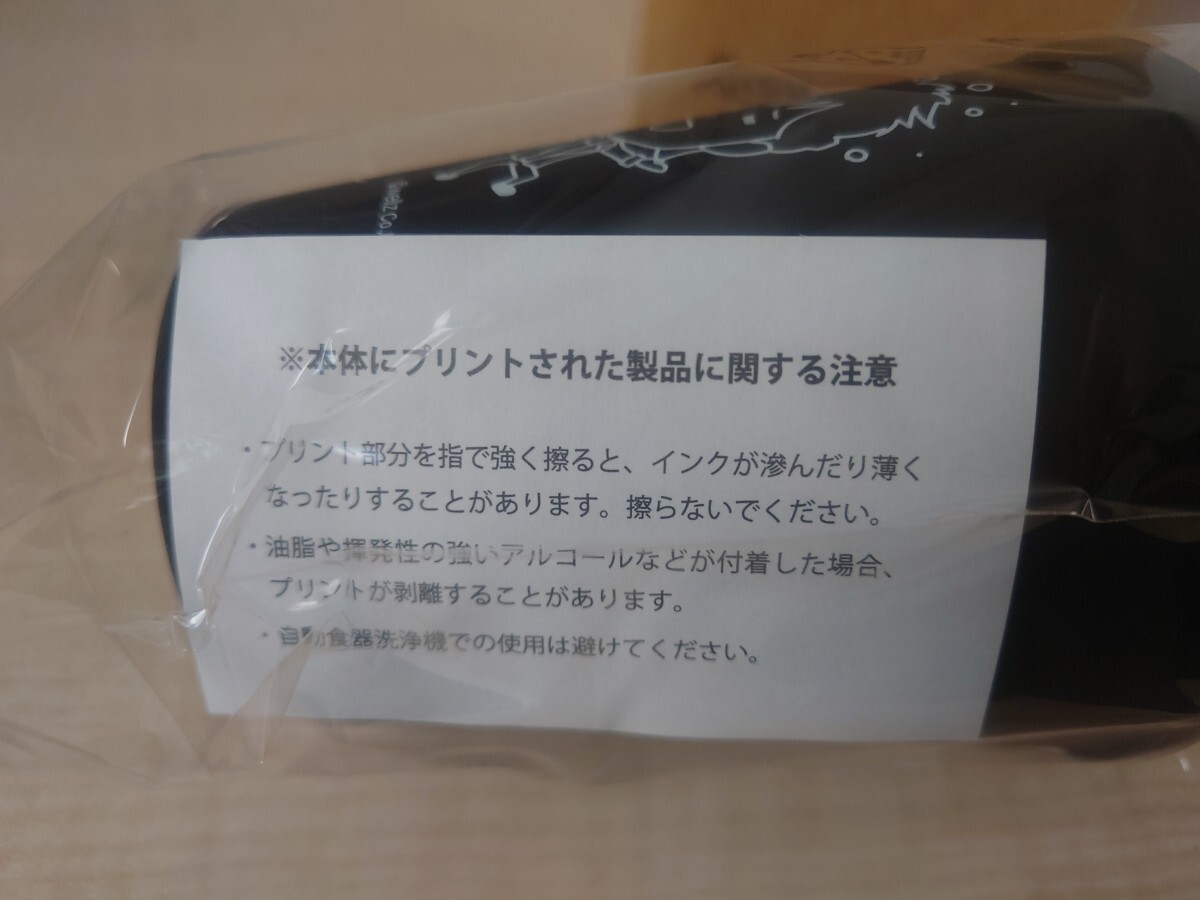 ※本体にプリントされた製品に関する注意
・プリント部分を指で強く擦ると、インクが滲んだり薄く
なったりすることがあります。擦らないでください。
・油脂や揮発性の強いアルコールなどが付着した場合、
プリントが剥離することがあります。
・自動食器洗浄機での使用は避けてください。